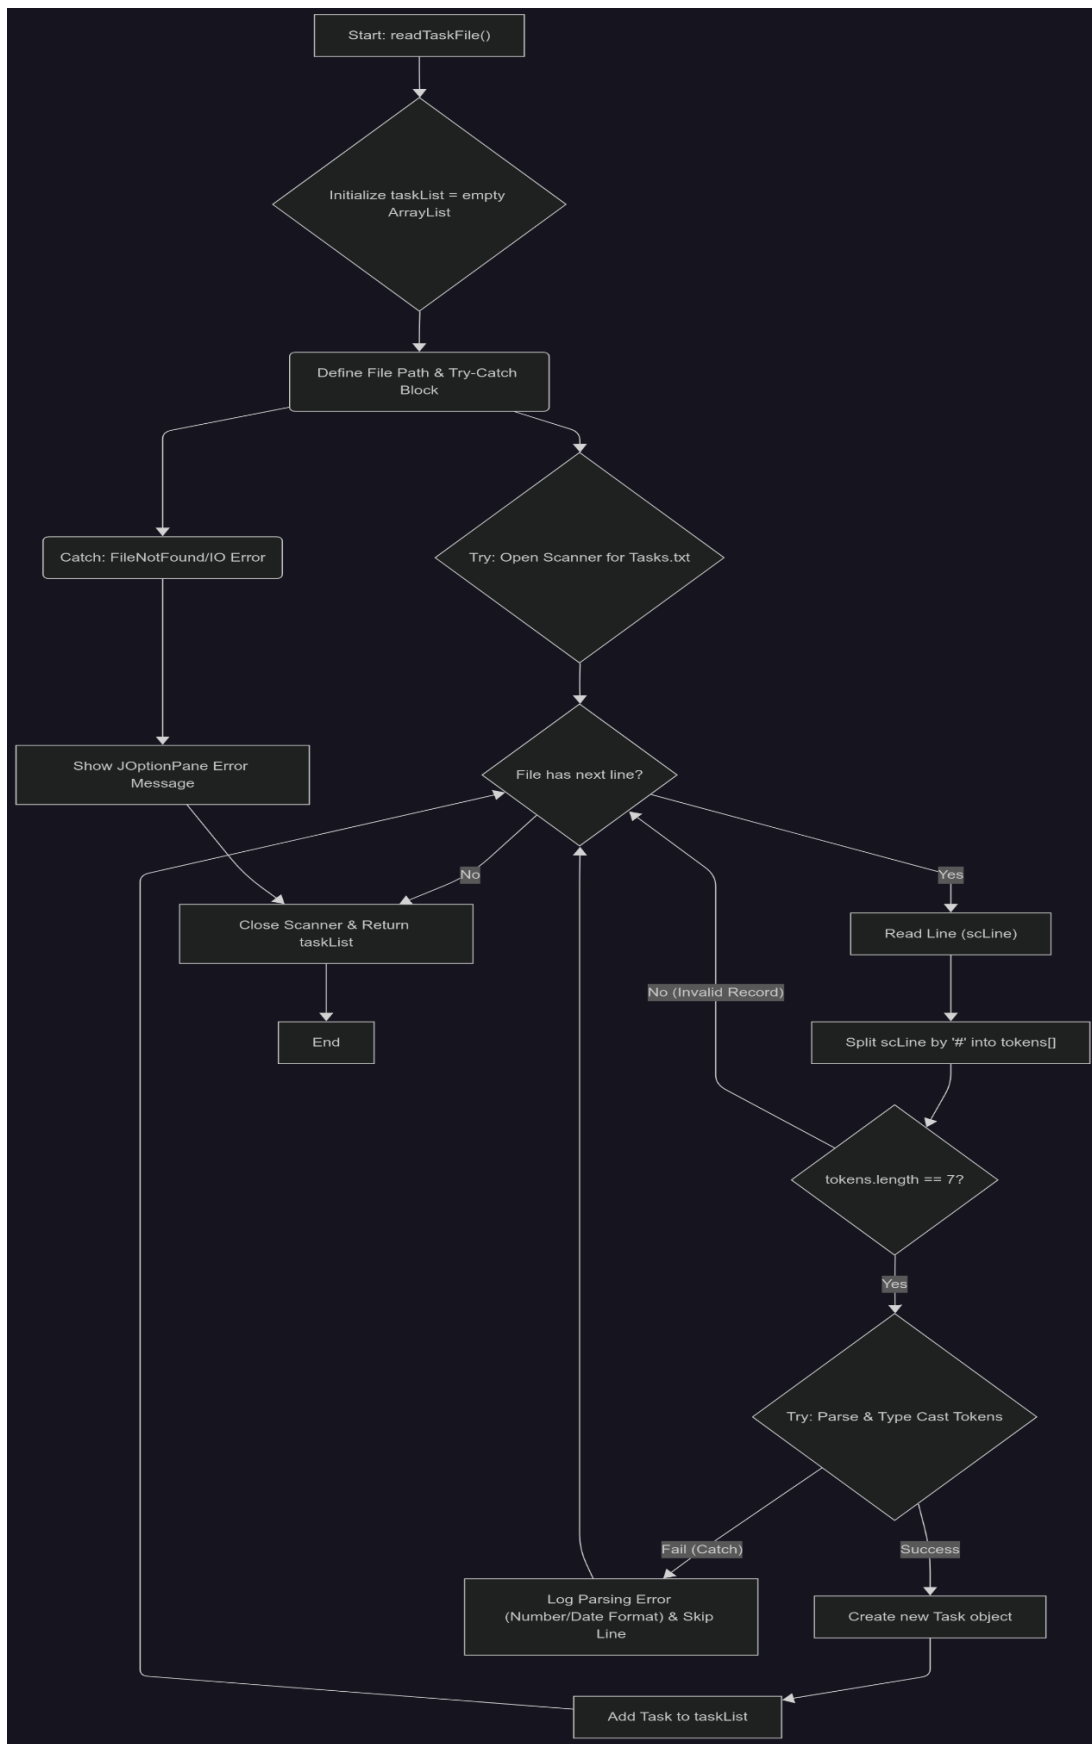 Start: readTaskFile()
Initialize taskList = empty
ArrayList
Define File Path & Try-Catch
Block
Catch: FileNotFound/IO Error
Try: Open Scanner for Tasks.txt
Show JOptionPane Error
Message
File has next line?
No
Yes
Close Scanner & Return
taskList
Read Line (scLine)
No (Invalid Record)
End
Split scLine by '#' into tokens[]
tokens.length == 7?
Yes
Try: Parse & Type Cast Tokens
Fail (Catch)
Success
Log Parsing Error
(Number/Date Format) & Skip
Line
Create new Task object
Add Task to taskList